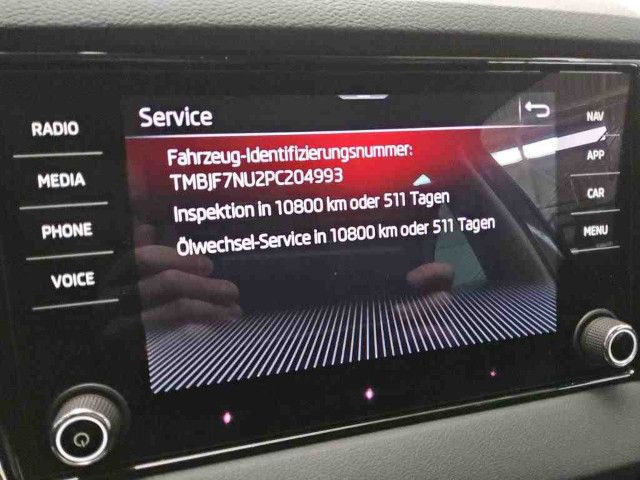 Service
RADIO
MEDIA
PHONE
VOICE
Fahrzeug-Identifizierungsnummer:
TMBJF7NU2PC204993
Inspektion in 10800 km oder 511 Tagen
Ölwechsel-Service in 10800 km oder 511 Tagen
NAV
APP
CAR
MENU